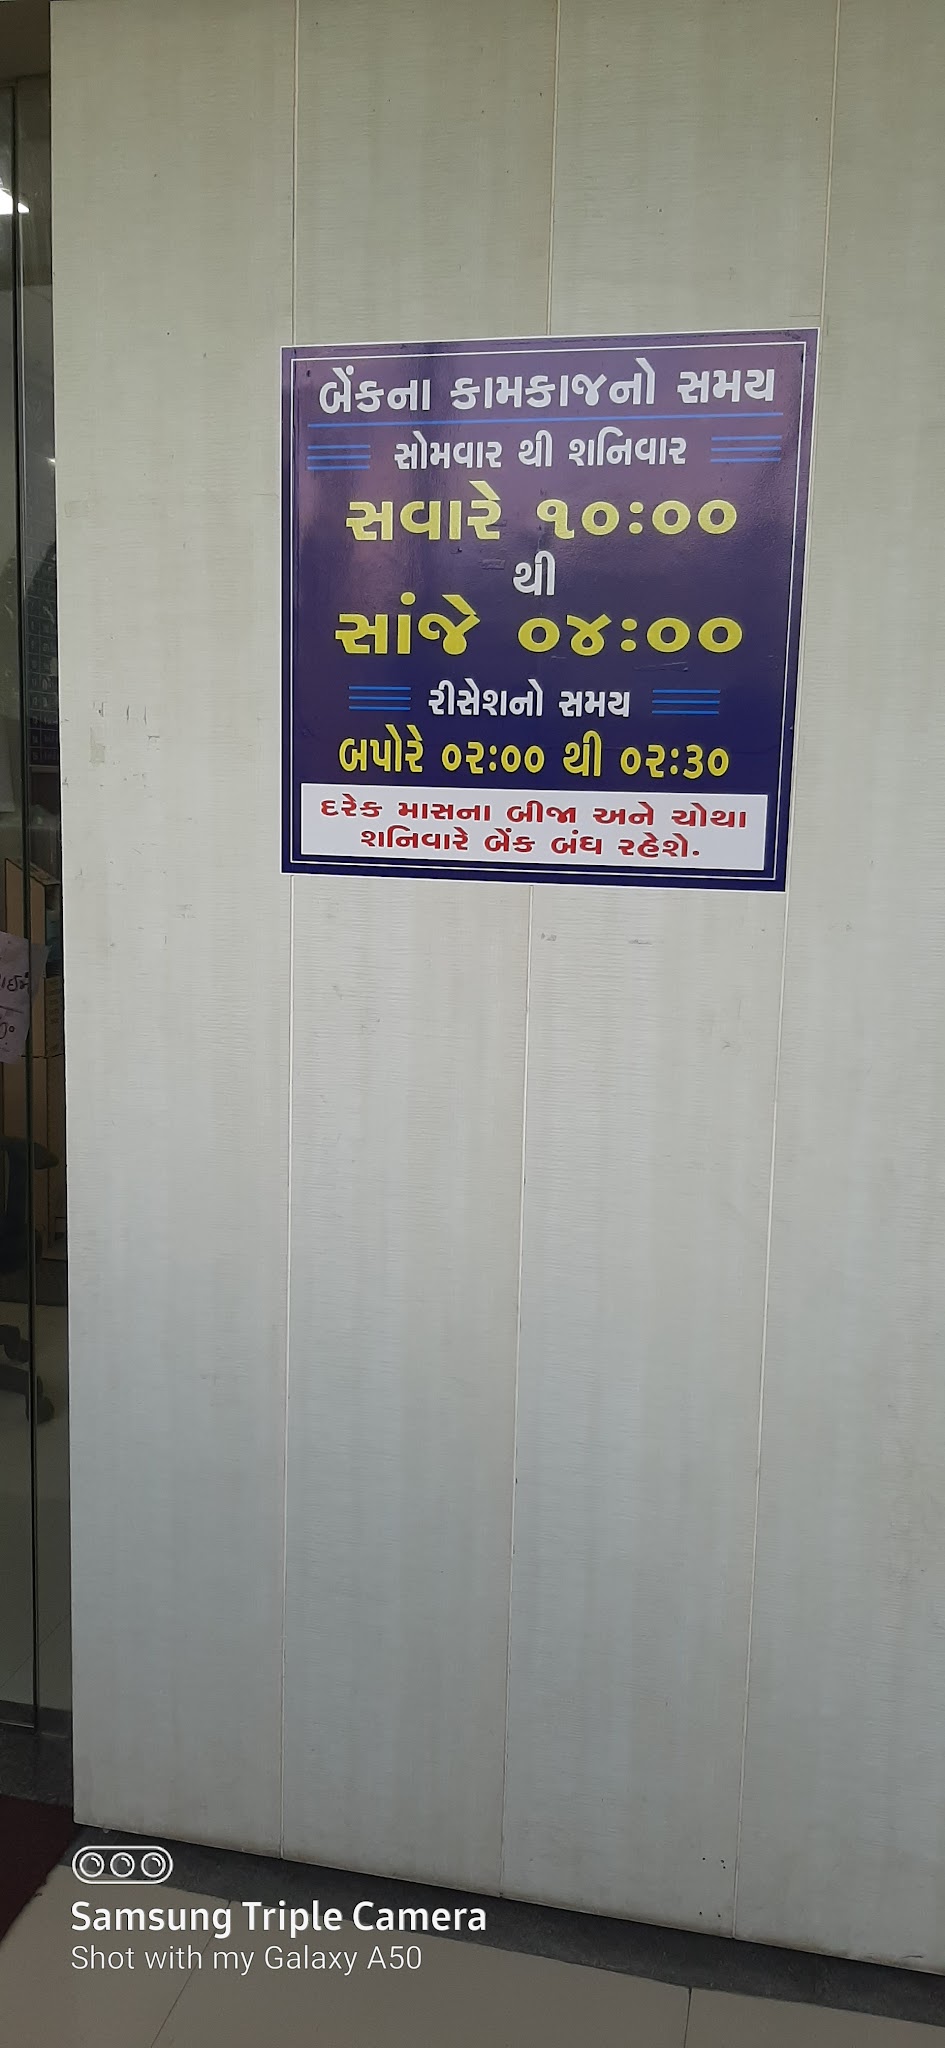 બેંકના કામકાજનો સમય
સોમવાર થી શનિવાર
સવારે ૧૦:૦૦
થી
સાંજે ૦૪:૦૦
રીસેશનો સમય
બપોરે ૦૨:૦૦ થી ૦૨:૩૦
દરેક માસના બીજા અને ચોથા
શનિવારે બેંક બંધ રહેશે.
Samsung Triple Camera
Shot with my Galaxy A50